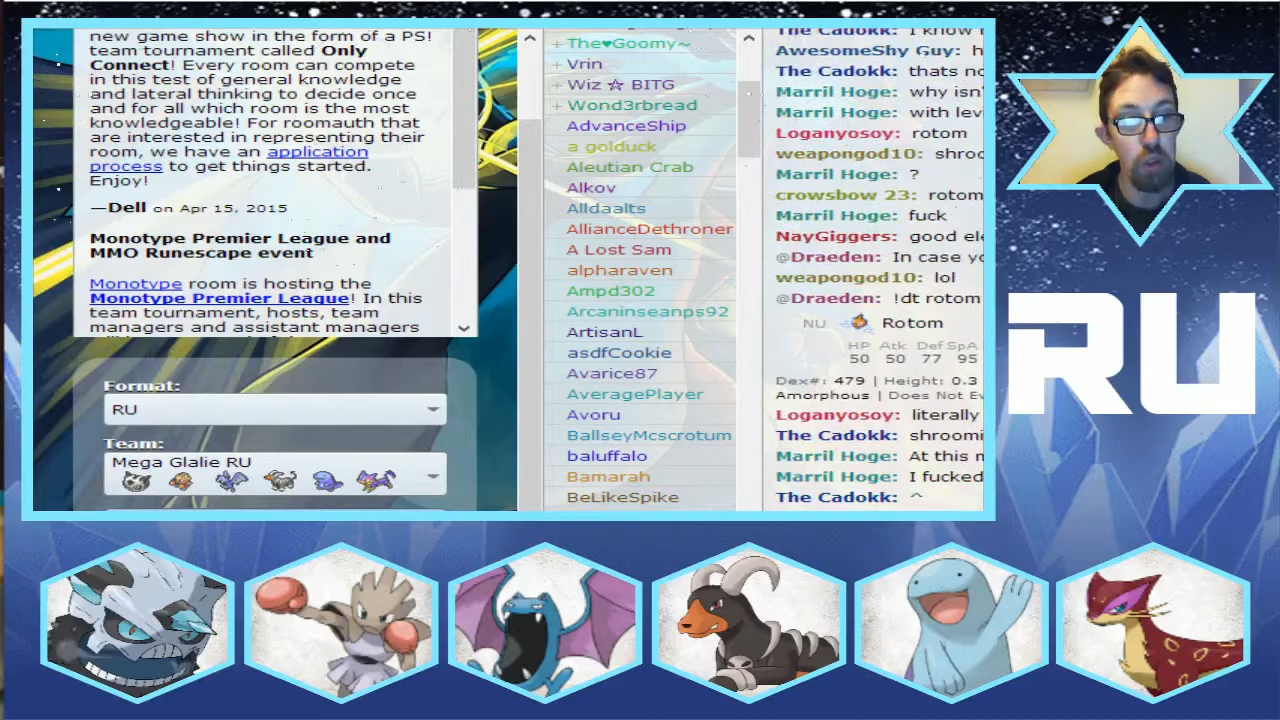 new game show in the form of a PS!
team tournament called Only
Connect! Every room can compete
in this test of general knowledge
and lateral thinking to decide once
and for all which room is the most
knowledgeable! For roomauth that
are interested in representing their
room, we have an application
process to get things started.
Enjoy!
—Dell on Apr 15, 2015
Monotype Premier League and
MMO Runescape event
Monotype room is hosting the
Monotype Premier League! In this
team tournament, hosts, team
managers and assistant managers
Format:
RU
Team:
Mega Glalie RU
+ The♥Goomy~
+ Vrin
+ Wiz ☆ BITG
+ Wond3rbread
AdvanceShip
a golduck
Aleutian Crab
Alkov
Alldaalts
AllianceDethroner
A Lost Sam
alpharaven
Ampd302
Arcaninseanps92
ArtisanL
asdfCookie
Avarice87
AveragePlayer
Avoru
BallseyMcscrotum
baluffalo
Bamarah
BeLikeSpike
The Cadokk: I know
AwesomeShy Guy: h
The Cadokk: thats no
Marril Hoge: why isn'
Marril Hoge: with lev
Loganyosoy: rotom
weapongod10: shroo
Marril Hoge: ?
crowsbow 23: rotom
Marril Hoge: fuck
NayGiggers: good ele
@Draeden: In case yo
weapongod10: lol
@Draeden: !dt rotom
NU Rotom
HP Atk Def SpA
50 50 77 95
Dex#: 479 | Height: 0.3
Amorphous | Does Not Ev
Loganyosoy: literally
The Cadokk: shroomi
Marril Hoge: At this m
Marril Hoge: I fucked
The Cadokk: ^
RU